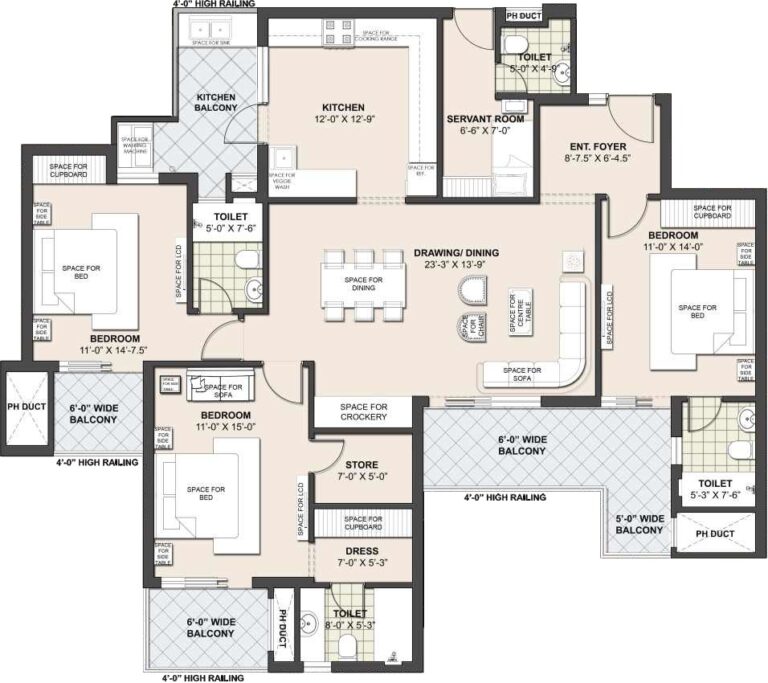 4'-0" HIGH RAILING
PH DUCT
SPACE FOR SINK
SPACE FOR
COOKING RANGE
TOILET
5'-0" X 4'-9"
KITCHEN
BALCONY
KITCHEN
12'-0" X 12'-9"
SERVANT ROOM
6'-6" X 7'-0"
ENT. FOYER
8'-7.5" X 6'-4.5"
SPACE FOR
WASHING
MACHINE
SPACE FOR
VEGGIE
WASH
SPACE FOR
REF.
SPACE FOR
CUPBOARD
SPACE
FOR
SIDE
TABLE
TOILET
5'-0" X 7'-6"
SPACE FOR
CUPBOARD
BEDROOM
11'-0" X 14'-0"
SPACE
FOR
SIDE
TABLE
SPACE FOR
BED
SPACE FOR LCD
DRAWING/ DINING
23'-3" X 13'-9"
SPACE FOR
DINING
SPACE FOR
CENTRE
TABLE
SPACE
FOR
CHAIR
SPACE FOR LCD
SPACE FOR
BED
SPACE
FOR
SIDE
TABLE
BEDROOM
11'-0" X 14'-7.5"
SPACE FOR
SOFA
SPACE
FOR
SIDE
TABLE
PH DUCT
6'-0" WIDE
BALCONY
4'-0" HIGH RAILING
SPACE FOR
SOFA
BEDROOM
11'-0" X 15'-0"
SPACE FOR
CROCKERY
6'-0" WIDE
BALCONY
4'-0" HIGH RAILING
SPACE
FOR
SIDE
TABLE
STORE
7'-0" X 5'-0"
TOILET
5'-3" X 7'-6"
SPACE FOR
BED
SPACE FOR LCD
SPACE FOR
CUPBOARD
5'-0" WIDE
BALCONY
PH DUCT
SPACE
FOR
SIDE
TABLE
DRESS
7'-0" X 5'-3"
6'-0" WIDE
BALCONY
PH DUCT
TOILET
8'-0" X 5'-3"
4'-0" HIGH RAILING